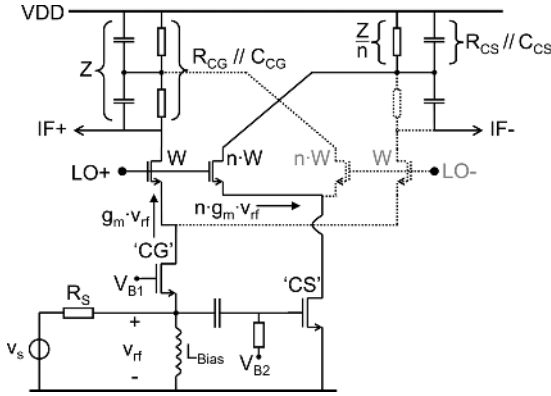 VDD
Z
R_CG // C_CG
Z/n
R_CS // C_CS
IF+
IF-
W
n·W
n·W
W
LO+
LO-
g_m·v_rf
n·g_m·v_rf
'CG'
'CS'
V_B1
R_S
+
v_s
v_rf
L_Bias
V_B2
-